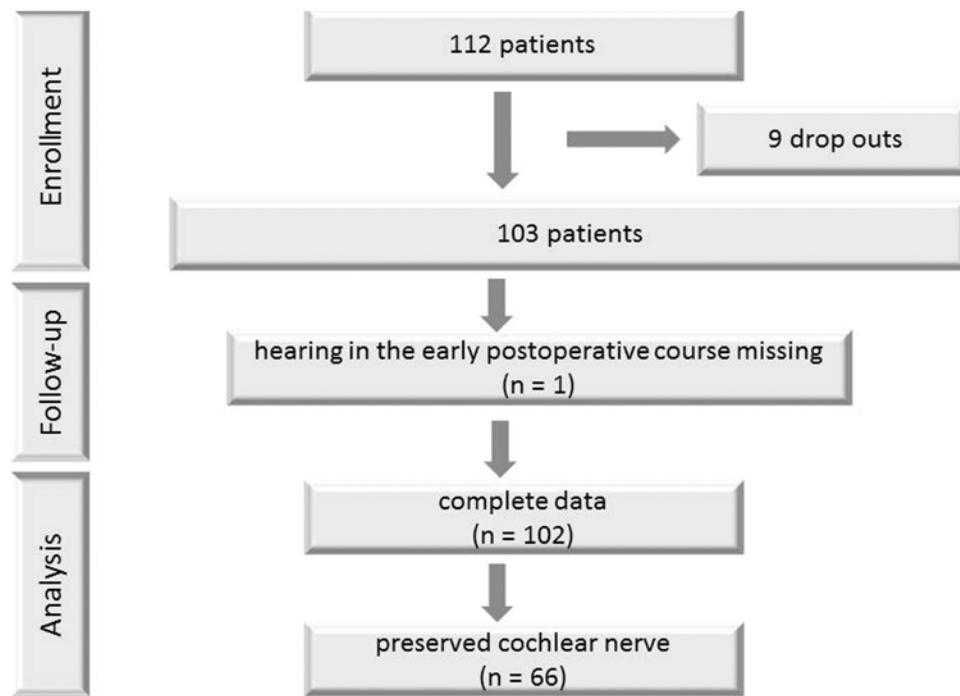 Enrollment
112 patients
9 drop outs
103 patients
Follow-up
hearing in the early postoperative course missing
(n = 1)
Analysis
complete data
(n = 102)
preserved cochlear nerve
(n = 66)